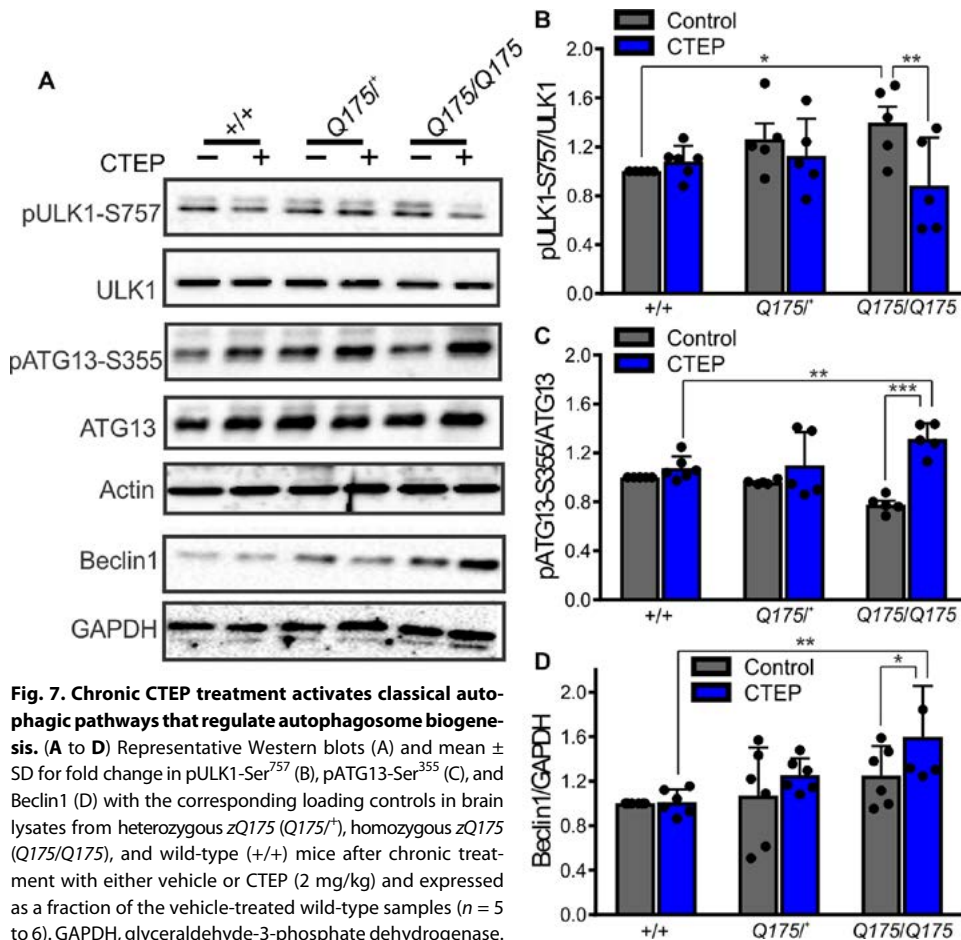 A
+/+ Q175/⁺ Q175/Q175
CTEP − + − + − +
pULK1-S757
ULK1
pATG13-S355
ATG13
Actin
Beclin1
GAPDH
Fig. 7. Chronic CTEP treatment activates classical auto-
phagic pathways that regulate autophagosome biogene-
sis. (A to D) Representative Western blots (A) and mean ±
SD for fold change in pULK1-Ser⁷⁵⁷ (B), pATG13-Ser³⁵⁵ (C), and
Beclin1 (D) with the corresponding loading controls in brain
lysates from heterozygous zQ175 (Q175/⁺), homozygous zQ175
(Q175/Q175), and wild-type (+/+) mice after chronic treat-
ment with either vehicle or CTEP (2 mg/kg) and expressed
as a fraction of the vehicle-treated wild-type samples (n = 5
to 6). GAPDH, glyceraldehyde-3-phosphate dehydrogenase.
B
Control
CTEP
pULK1-S757/ULK1
2.0
1.6
1.2
0.8
0.4
0.0
* **
+/+ Q175/⁺ Q175/Q175
C
Control
CTEP
pATG13-S355/ATG13
2.0
1.6
1.2
0.8
0.4
0.0
**
***
+/+ Q175/⁺ Q175/Q175
D
Control
CTEP
Beclin1/GAPDH
2.0
1.6
1.2
0.8
0.4
0.0
**
*
+/+ Q175/⁺ Q175/Q175